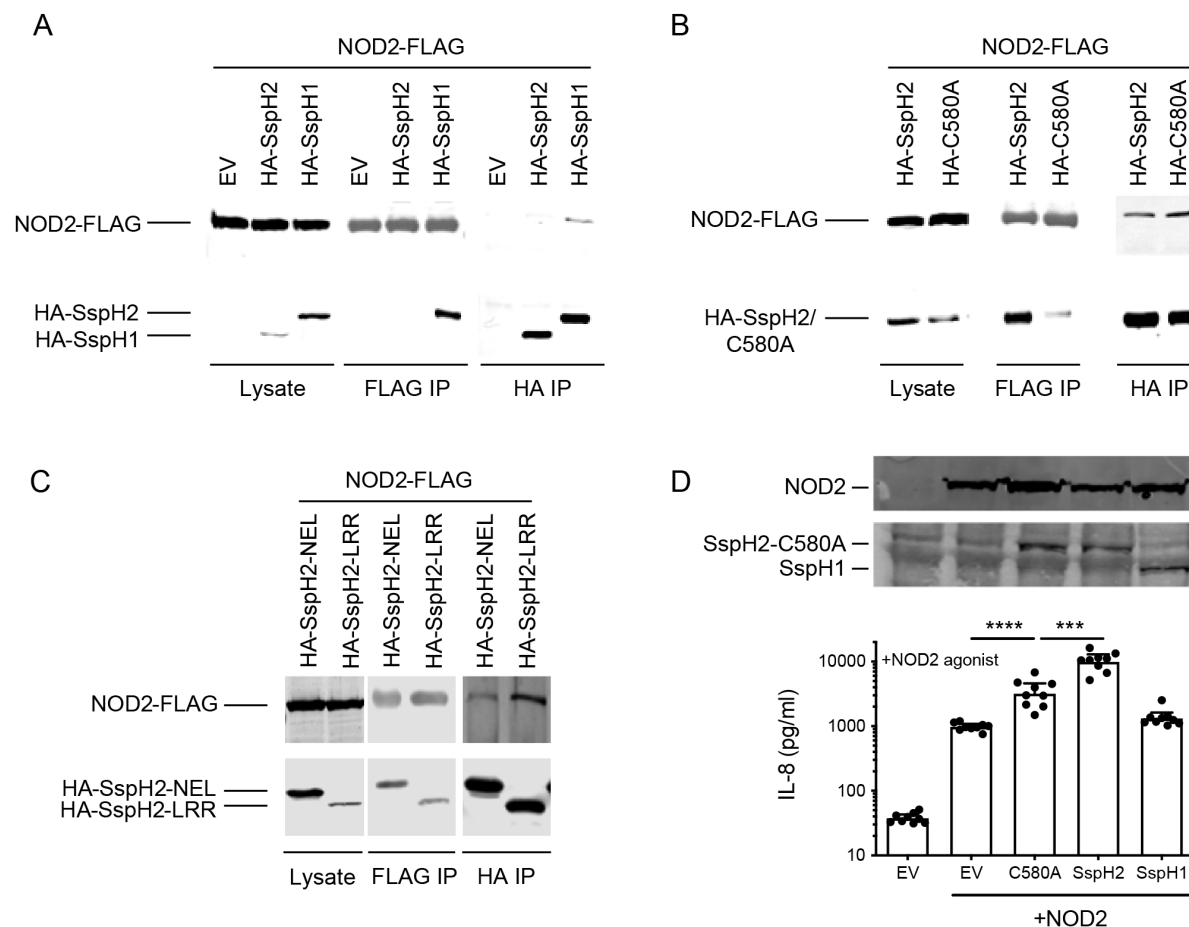 A
NOD2-FLAG
EV
HA-SspH2
HA-SspH1
EV
HA-SspH2
HA-SspH1
EV
HA-SspH2
HA-SspH1
NOD2-FLAG
HA-SspH2
HA-SspH1
Lysate
FLAG IP
HA IP
B
NOD2-FLAG
HA-SspH2
HA-C580A
HA-SspH2
HA-C580A
HA-SspH2
HA-C580A
NOD2-FLAG
HA-SspH2/
C580A
Lysate
FLAG IP
HA IP
C
NOD2-FLAG
HA-SspH2-NEL
HA-SspH2-LRR
HA-SspH2-NEL
HA-SspH2-LRR
HA-SspH2-NEL
HA-SspH2-LRR
NOD2-FLAG
HA-SspH2-NEL
HA-SspH2-LRR
Lysate
FLAG IP
HA IP
D
NOD2
SspH2-C580A
SspH1
**** ***
+NOD2 agonist
IL-8 (pg/ml)
10000
1000
100
10
EV EV C580A SspH2 SspH1
+NOD2